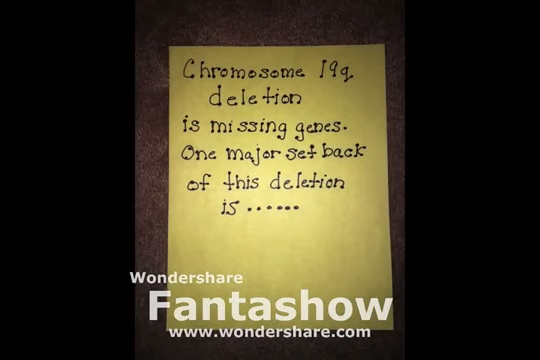 Chromosome 19q
deletion
is missing genes.
One major set back
of this deletion
is ......
Wondershare
Fantashow
www.wondershare.com